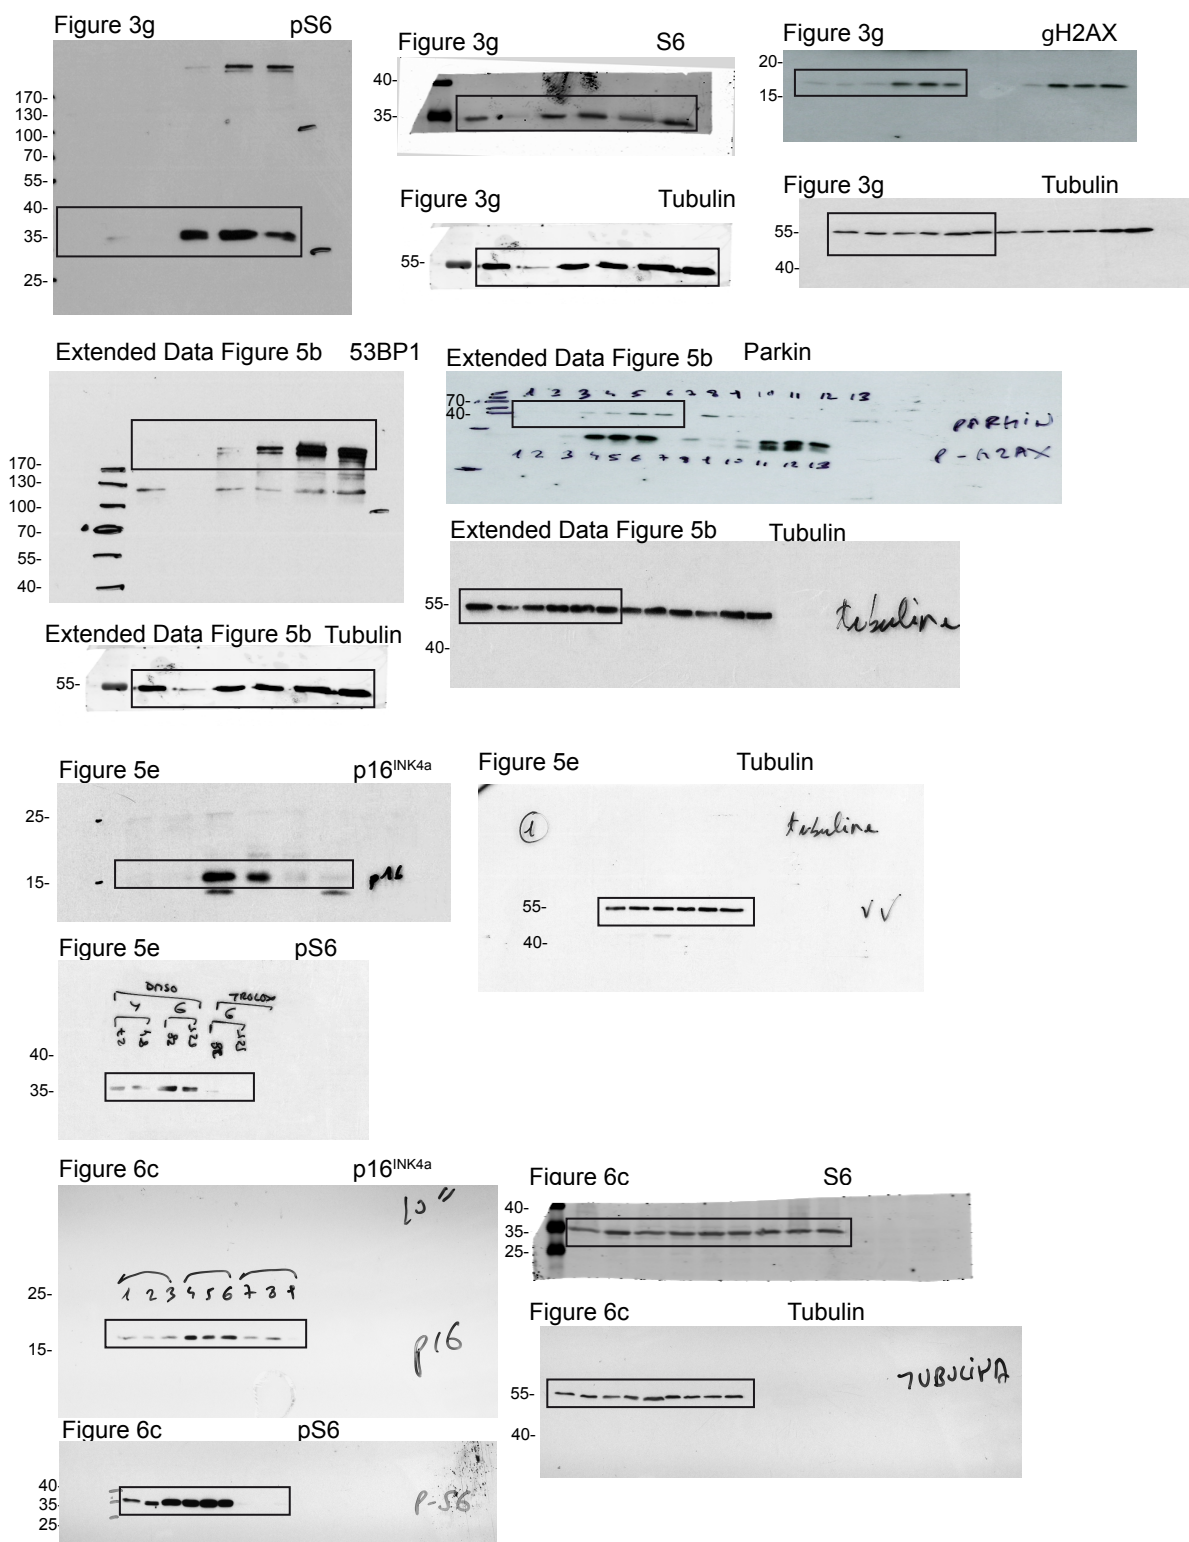 Figure 3g pS6
170-
130-
100-
70-
55-
40-
35-
25-
Figure 3g S6
40-
35-
Figure 3g Tubulin
55-
Figure 3g gH2AX
20-
15-
Figure 3g Tubulin
55-
40-
Extended Data Figure 5b 53BP1
170-
130-
100-
70-
55-
40-
Extended Data Figure 5b Parkin
70-
40-
1 2 3 4 5 6 7 8 9 10 11 12 13
PARKIN
1 2 3 4 5 6 7 8 9 10 11 12 13
P-H2AX
Extended Data Figure 5b Tubulin
55-
40-
tubuline
Extended Data Figure 5b Tubulin
55-
Figure 5e p16INK4a
25-
15-
p16
Figure 5e Tubulin
1
tubuline
55-
40-
Figure 5e pS6
DMSO TROLOX
4 6 6
40-
35-
Figure 6c p16INK4a
10"
25-
1 2 3 4 5 6 7 8 9
15-
p16
Figure 6c S6
40-
35-
25-
Figure 6c Tubulin
TUBULINA
55-
40-
Figure 6c pS6
40
35
25
P-S6